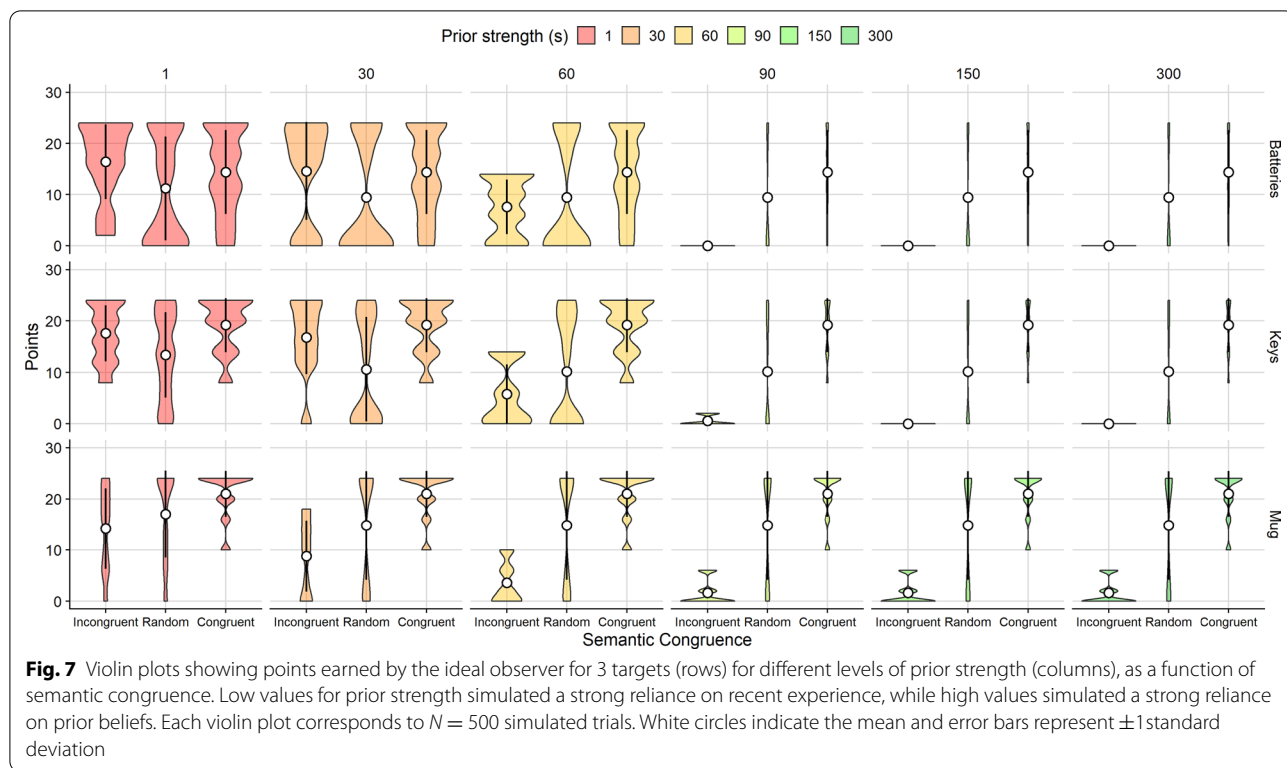 Prior strength (s) 1 30 60 90 150 300
1 30 60 90 150 300
30
20
10
0
Batteries
30
20
10
0
Keys
Points
30
20
10
0
Mug
Incongruent Random Congruent Incongruent Random Congruent Incongruent Random Congruent Incongruent Random Congruent Incongruent Random Congruent Incongruent Random Congruent
Semantic Congruence
Fig. 7 Violin plots showing points earned by the ideal observer for 3 targets (rows) for different levels of prior strength (columns), as a function of
semantic congruence. Low values for prior strength simulated a strong reliance on recent experience, while high values simulated a strong reliance
on prior beliefs. Each violin plot corresponds to N = 500 simulated trials. White circles indicate the mean and error bars represent ±1standard
deviation